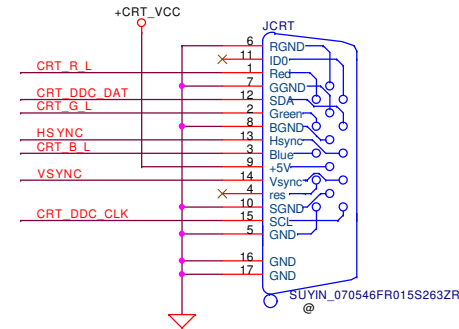 +CRT_VCC
JCRT
6 RGND
11 ID0
CRT_R_L 1 Red
7 GGND
CRT_DDC_DAT 12 SDA
CRT_G_L 2 Green
8 BGND
HSYNC 13 Hsync
CRT_B_L 3 Blue
9 +5V
VSYNC 14 Vsync
4 res
10 SGND
CRT_DDC_CLK 15 SCL
5 GND
16 GND
17 GND
SUYIN_070546FR015S263ZR
@